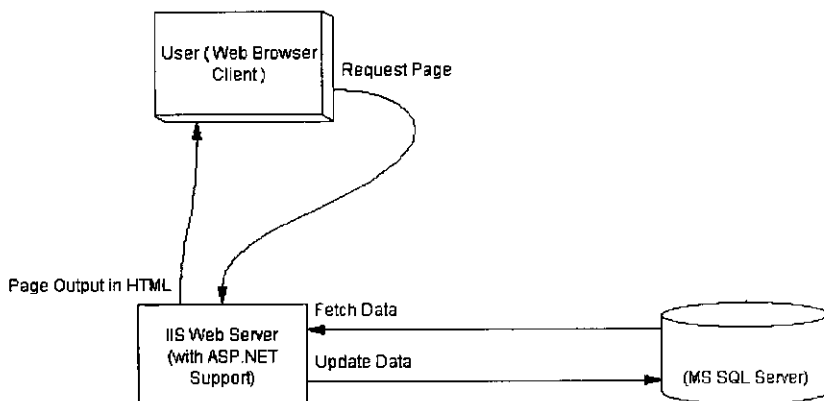 User ( Web Browser
Client )
Request Page
Page Output in HTML
Fetch Data
IIS Web Server
(with ASP.NET
Support)
Update Data
(MS SQL Server)